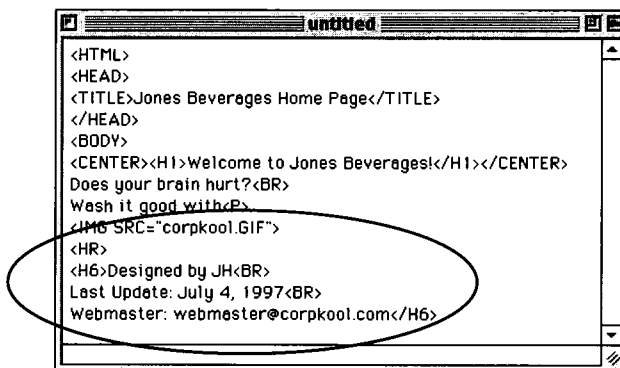 untitled
<HTML>
<HEAD>
<TITLE>Jones Beverages Home Page</TITLE>
</HEAD>
<BODY>
<CENTER><H1>Welcome to Jones Beverages!</H1></CENTER>
Does your brain hurt?<BR>
Wash it good with<P>
<IMG SRC="corpkool.GIF">
<HR>
<H6>Designed by JH<BR>
Last Update: July 4, 1997<BR>
Webmaster: webmaster@corpkool.com</H6>